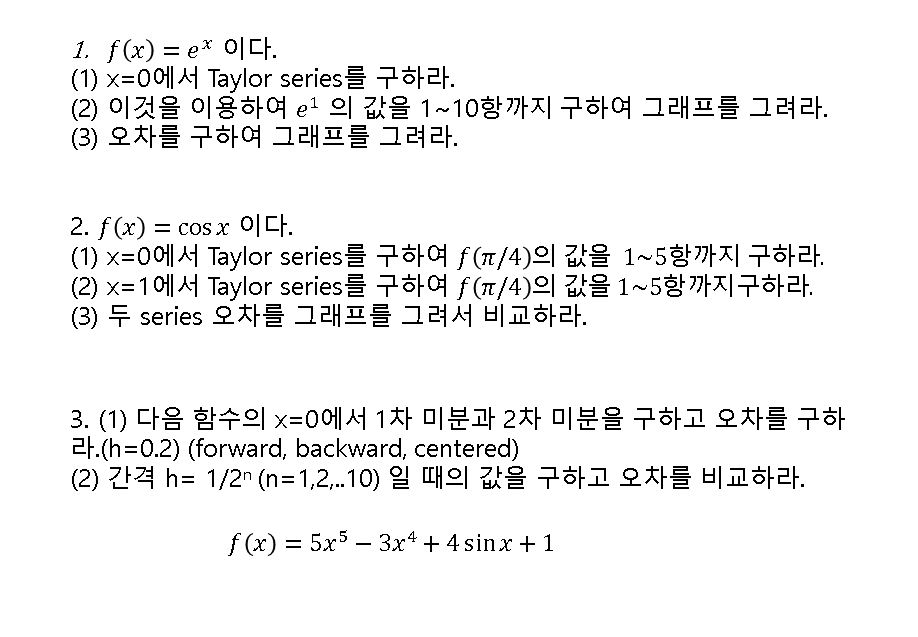 1. f(x) = eˣ 이다.
(1) x=0에서 Taylor series를 구하라.
(2) 이것을 이용하여 e¹ 의 값을 1~10항까지 구하여 그래프를 그려라.
(3) 오차를 구하여 그래프를 그려라.
2. f(x) = cos x 이다.
(1) x=0에서 Taylor series를 구하여 f(π/4)의 값을 1~5항까지 구하라.
(2) x=1에서 Taylor series를 구하여 f(π/4)의 값을 1~5항까지구하라.
(3) 두 series 오차를 그래프를 그려서 비교하라.
3. (1) 다음 함수의 x=0에서 1차 미분과 2차 미분을 구하고 오차를 구하
라.(h=0.2) (forward, backward, centered)
(2) 간격 h= 1/2ⁿ (n=1,2,..10) 일 때의 값을 구하고 오차를 비교하라.
f(x) = 5x⁵ − 3x⁴ + 4 sin x + 1